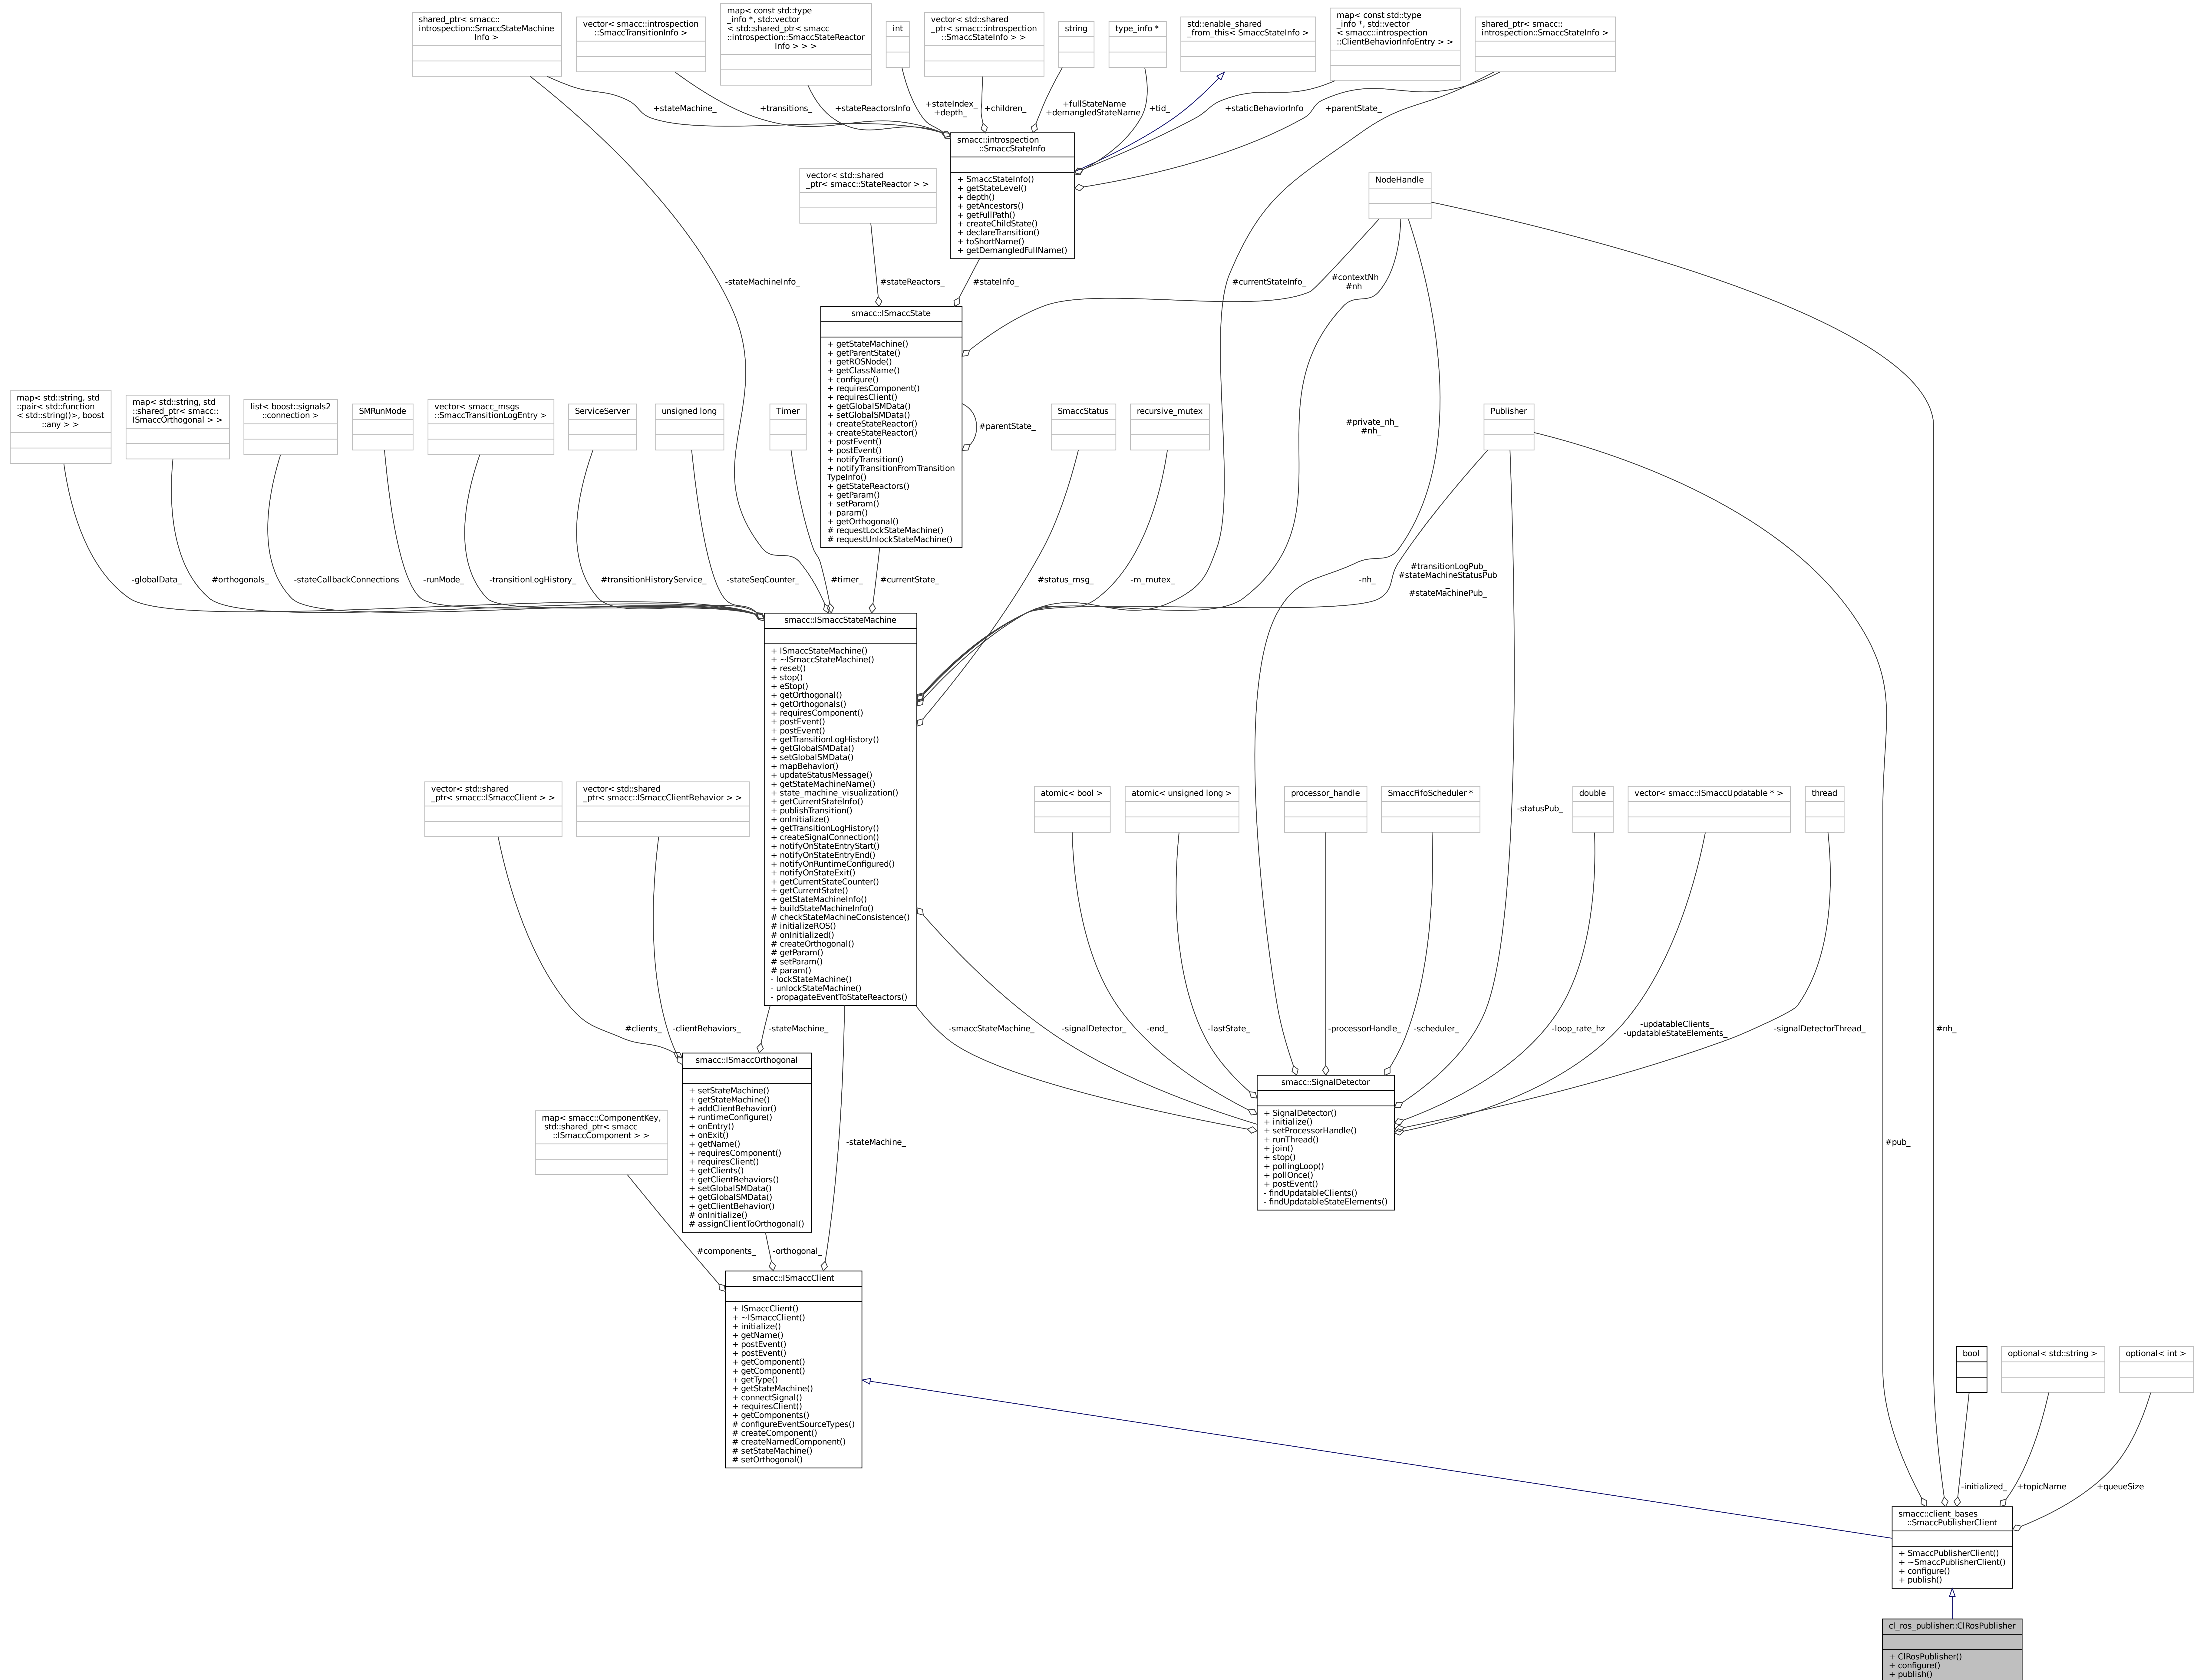 shared_ptr< smacc::
introspection::SmaccStateMachine
Info >
vector< smacc::introspection
::SmaccTransitionInfo >
map< const std::type
_info *, std::vector
< std::shared_ptr< smacc
::introspection::SmaccStateReactor
Info > > >
int
vector< std::shared
_ptr< smacc::introspection
::SmaccStateInfo > >
string
type_info *
std::enable_shared
_from_this< SmaccStateInfo >
map< const std::type
_info *, std::vector
< smacc::introspection
::ClientBehaviorInfoEntry > >
shared_ptr< smacc::
introspection::SmaccStateInfo >
+stateMachine_
+transitions_
+stateReactorsInfo
+stateIndex_
+depth_
+children_
+fullStateName
+demangledStateName
+tid_
+staticBehaviorInfo
+parentState_
smacc::introspection
::SmaccStateInfo
+ SmaccStateInfo()
+ getStateLevel()
+ depth()
+ getAncestors()
+ getFullPath()
+ createChildState()
+ declareTransition()
+ toShortName()
+ getDemangledFullName()
vector< std::shared
_ptr< smacc::StateReactor > >
NodeHandle
-stateMachineInfo_
#stateReactors_
#stateInfo_
#currentStateInfo_
#contextNh
#nh
smacc::ISmaccState
+ getStateMachine()
+ getParentState()
+ getROSNode()
+ getClassName()
+ configure()
+ requiresComponent()
+ requiresClient()
+ getGlobalSMData()
+ setGlobalSMData()
+ createStateReactor()
+ createStateReactor()
+ postEvent()
+ postEvent()
+ notifyTransition()
+ notifyTransitionFromTransition
TypeInfo()
+ getStateReactors()
+ getParam()
+ setParam()
+ param()
+ getOrthogonal()
# requestLockStateMachine()
# requestUnlockStateMachine()
#parentState_
map< std::string, std
::pair< std::function
< std::string()>, boost
::any > >
map< std::string, std
::shared_ptr< smacc::
ISmaccOrthogonal > >
list< boost::signals2
::connection >
SMRunMode
vector< smacc_msgs
::SmaccTransitionLogEntry >
ServiceServer
unsigned long
Timer
SmaccStatus
recursive_mutex
#private_nh_
#nh_
Publisher
-globalData_
#orthogonals_
-stateCallbackConnections
-runMode_
-transitionLogHistory_
#transitionHistoryService_
-stateSeqCounter_
#timer_
#currentState_
#status_msg_
-m_mutex_
-nh_
#transitionLogPub_
#stateMachineStatusPub
_
#stateMachinePub_
smacc::ISmaccStateMachine
+ ISmaccStateMachine()
+ ~ISmaccStateMachine()
+ reset()
+ stop()
+ eStop()
+ getOrthogonal()
+ getOrthogonals()
+ requiresComponent()
+ postEvent()
+ postEvent()
+ getTransitionLogHistory()
+ getGlobalSMData()
+ setGlobalSMData()
+ mapBehavior()
+ updateStatusMessage()
+ getStateMachineName()
+ state_machine_visualization()
+ getCurrentStateInfo()
+ publishTransition()
+ onInitialize()
+ getTransitionLogHistory()
+ createSignalConnection()
+ notifyOnStateEntryStart()
+ notifyOnStateEntryEnd()
+ notifyOnRuntimeConfigured()
+ notifyOnStateExit()
+ getCurrentStateCounter()
+ getCurrentState()
+ getStateMachineInfo()
+ buildStateMachineInfo()
# checkStateMachineConsistence()
# initializeROS()
# onInitialized()
# createOrthogonal()
# getParam()
# setParam()
# param()
- lockStateMachine()
- unlockStateMachine()
- propagateEventToStateReactors()
vector< std::shared
_ptr< smacc::ISmaccClient > >
vector< std::shared
_ptr< smacc::ISmaccClientBehavior > >
atomic< bool >
atomic< unsigned long >
processor_handle
SmaccFifoScheduler *
-statusPub_
double
vector< smacc::ISmaccUpdatable * >
thread
#clients_
-clientBehaviors_
-stateMachine_
-smaccStateMachine_
-signalDetector_
-end_
-lastState_
-processorHandle_
-scheduler_
-loop_rate_hz
-updatableClients_
-updatableStateElements_
-signalDetectorThread_
#nh_
smacc::ISmaccOrthogonal
+ setStateMachine()
+ getStateMachine()
+ addClientBehavior()
+ runtimeConfigure()
+ onEntry()
+ onExit()
+ getName()
+ requiresComponent()
+ requiresClient()
+ getClients()
+ getClientBehaviors()
+ setGlobalSMData()
+ getGlobalSMData()
+ getClientBehavior()
# onInitialize()
# assignClientToOrthogonal()
smacc::SignalDetector
+ SignalDetector()
+ initialize()
+ setProcessorHandle()
+ runThread()
+ join()
+ stop()
+ pollingLoop()
+ pollOnce()
+ postEvent()
- findUpdatableClients()
- findUpdatableStateElements()
map< smacc::ComponentKey,
std::shared_ptr< smacc
::ISmaccComponent > >
-stateMachine_
#pub_
#components_
-orthogonal_
smacc::ISmaccClient
+ ISmaccClient()
+ ~ISmaccClient()
+ initialize()
+ getName()
+ postEvent()
+ postEvent()
+ getComponent()
+ getComponent()
+ getType()
+ getStateMachine()
+ connectSignal()
+ requiresClient()
+ getComponents()
# configureEventSourceTypes()
# createComponent()
# createNamedComponent()
# setStateMachine()
# setOrthogonal()
bool
optional< std::string >
optional< int >
-initialized_
+topicName
+queueSize
smacc::client_bases
::SmaccPublisherClient
+ SmaccPublisherClient()
+ ~SmaccPublisherClient()
+ configure()
+ publish()
cl_ros_publisher::ClRosPublisher
+ ClRosPublisher()
+ configure()
+ publish()